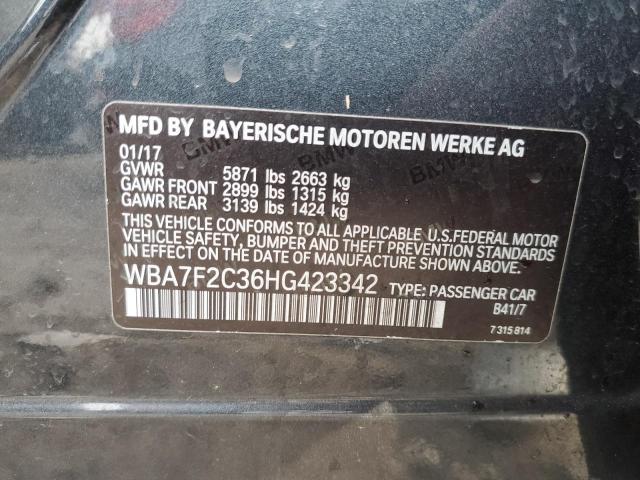 MFD BY BAYERISCHE MOTOREN WERKE AG
01/17
GVWR 5871 lbs 2663 kg
GAWR FRONT 2899 lbs 1315 kg
GAWR REAR 3139 lbs 1424 kg
THIS VEHICLE CONFORMS TO ALL APPLICABLE U.S.FEDERAL MOTOR
VEHICLE SAFETY, BUMPER AND THEFT PREVENTION STANDARDS
IN EFFECT ON THE DATE OF MANUFACTURE SHOWN ABOVE.
WBA7F2C36HG423342 TYPE: PASSENGER CAR
B41/7
7 315 814